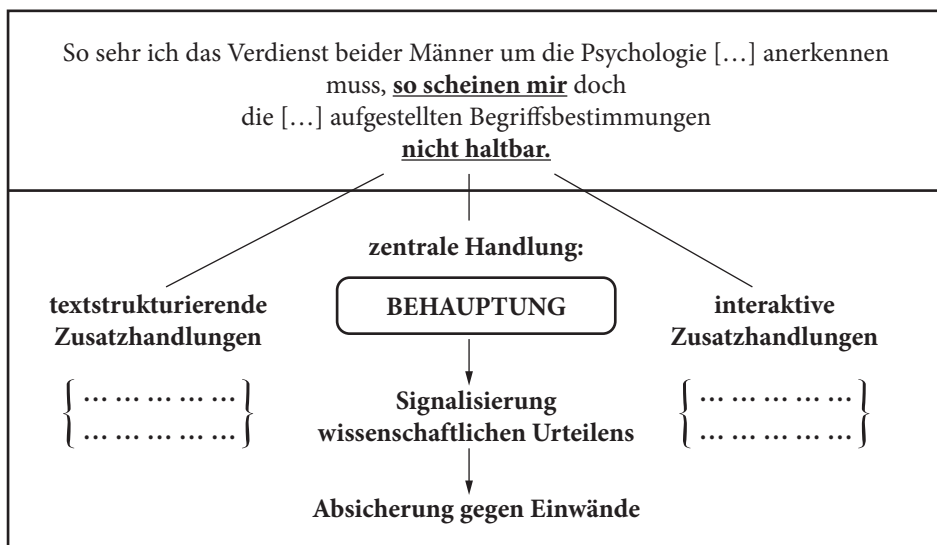 So sehr ich das Verdienst beider Männer um die Psychologie […] anerkennen
muss, so scheinen mir doch
die […] aufgestellten Begriffsbestimmungen
nicht haltbar.
zentrale Handlung:
textstrukturierende
Zusatzhandlungen
BEHAUPTUNG
interaktive
Zusatzhandlungen
{ … … … … … }
{ … … … … … }
Signalisierung
wissenschaftlichen Urteilens
{ … … … … … }
{ … … … … … }
Absicherung gegen Einwände